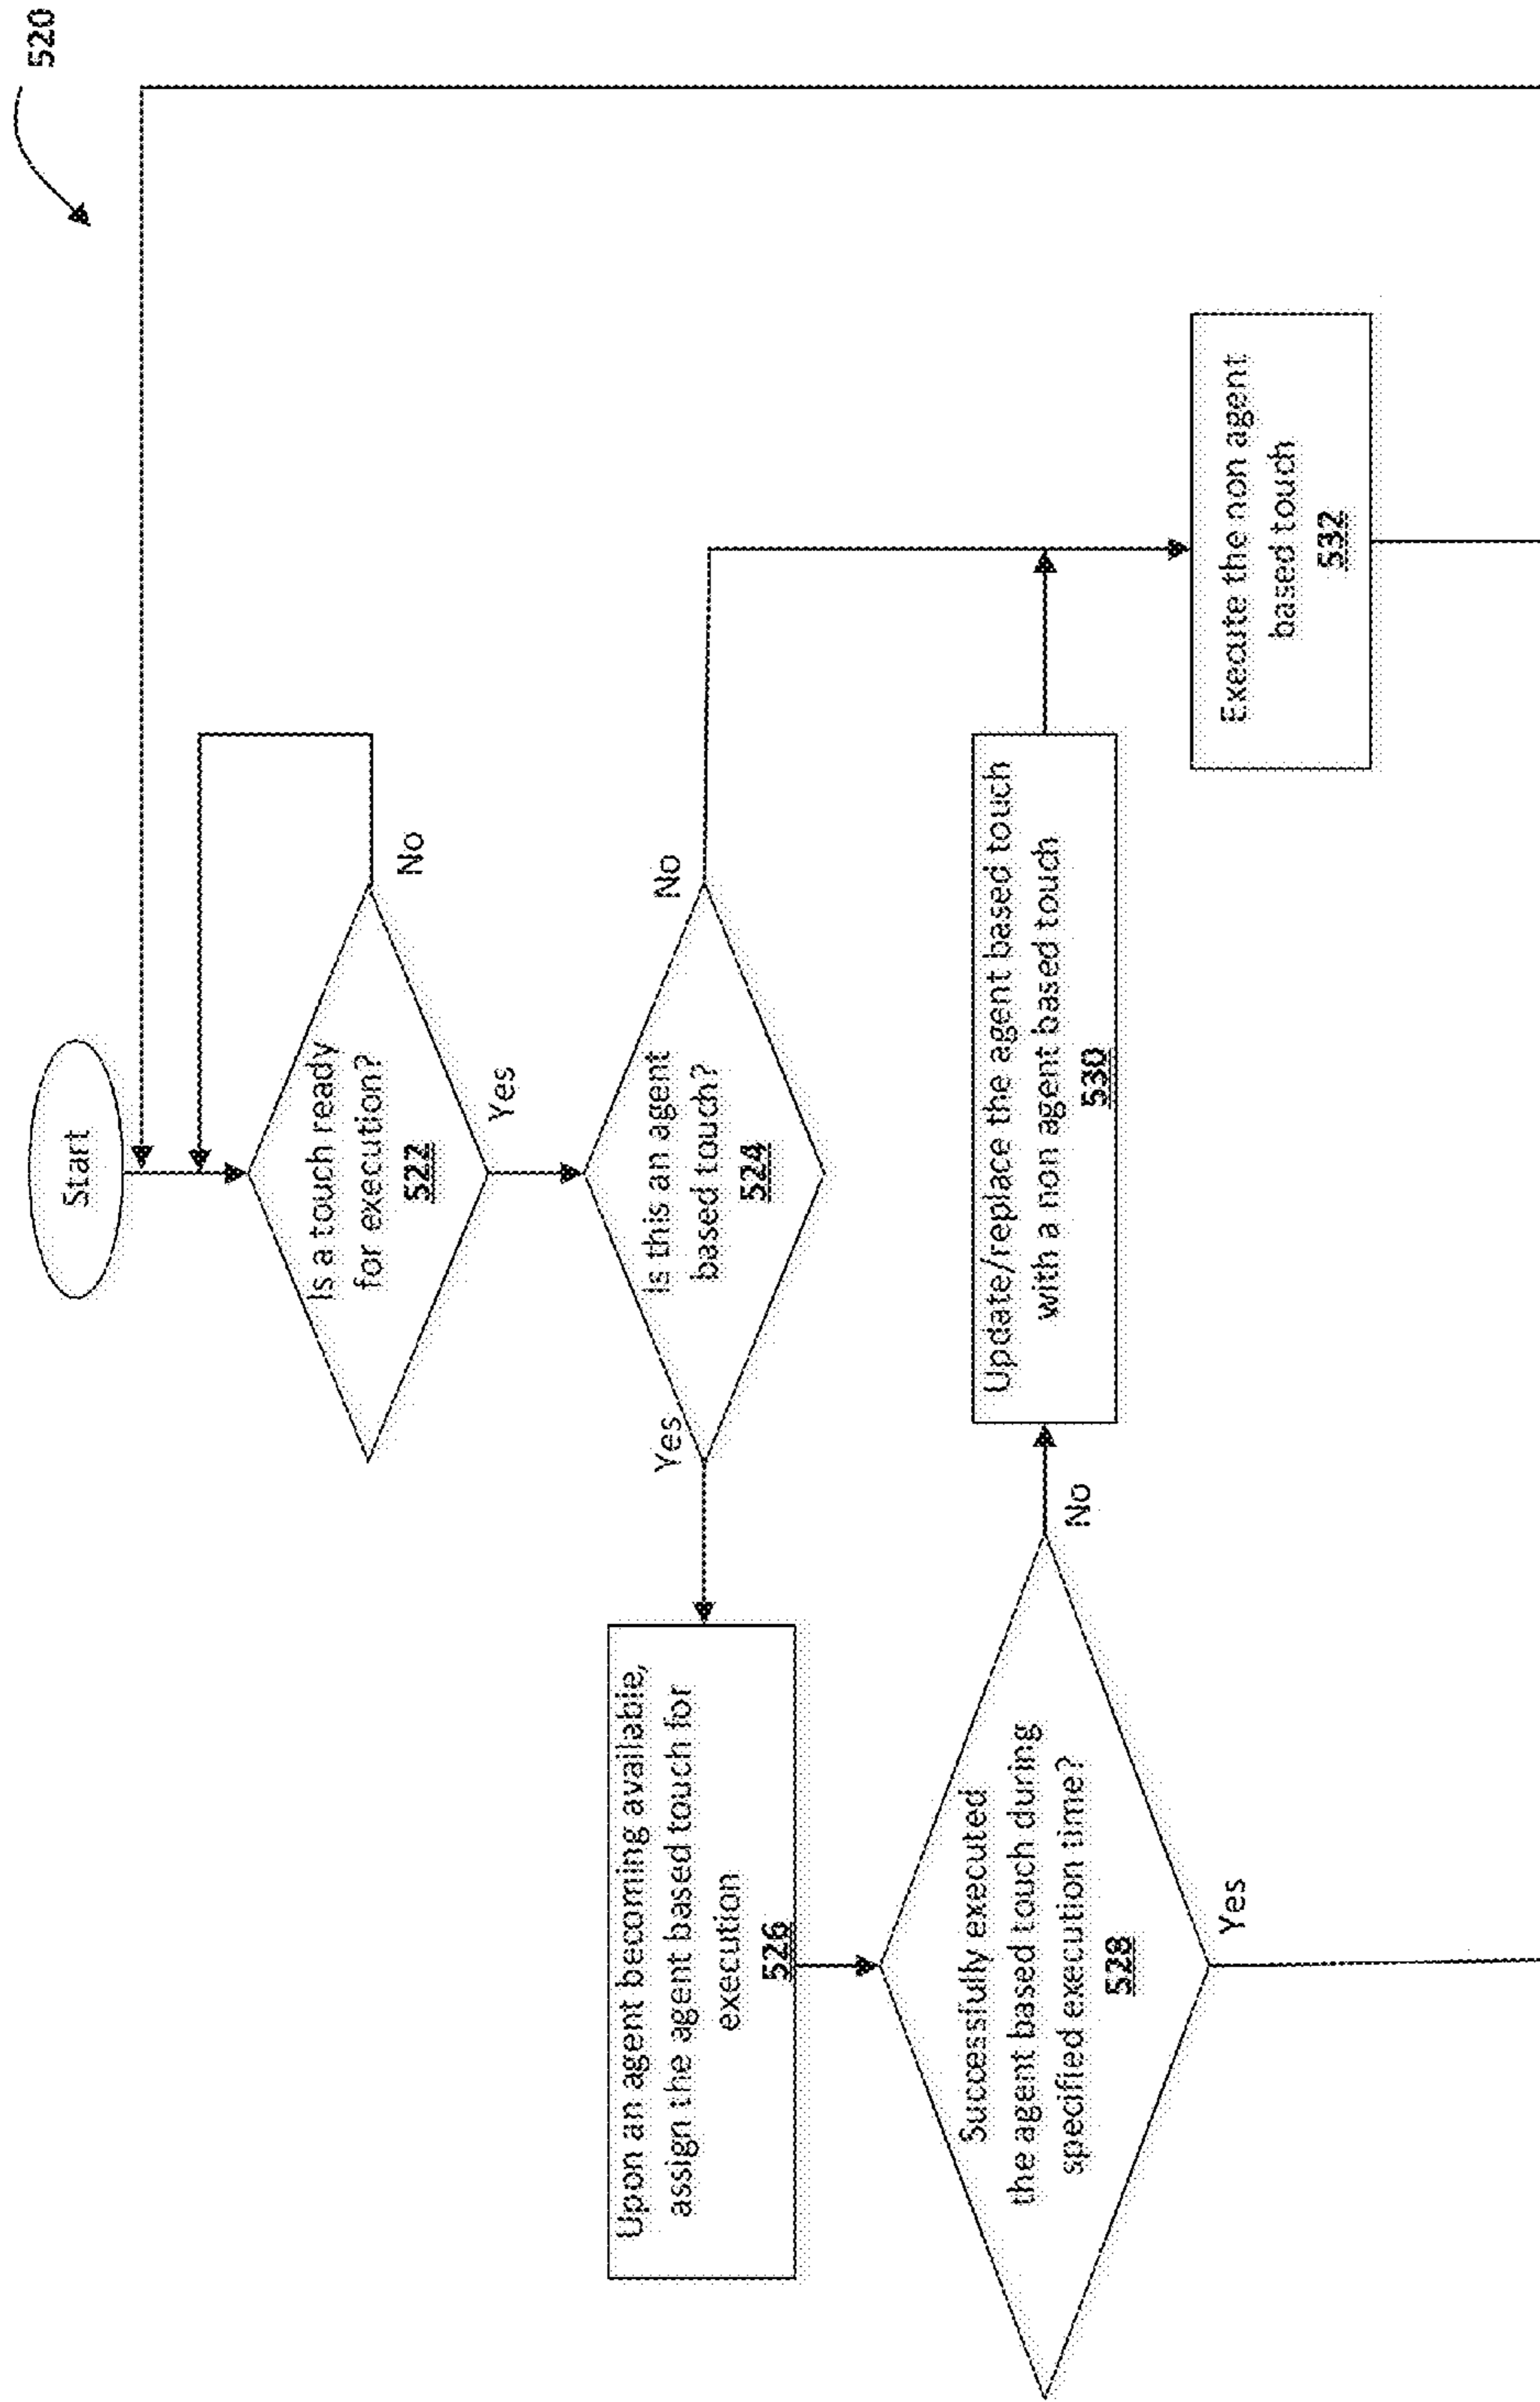 520
Start
Is a touch ready
for execution?
522
No
Yes
Is this an agent
based touch?
524
Yes
No
Upon an agent becoming available,
assign the agent based touch for
execution
526
Successfully executed
the agent based touch during
specified execution time?
528
No
Yes
Update/replace the agent based touch
with a non agent based touch
530
Execute the non agent
based touch
532